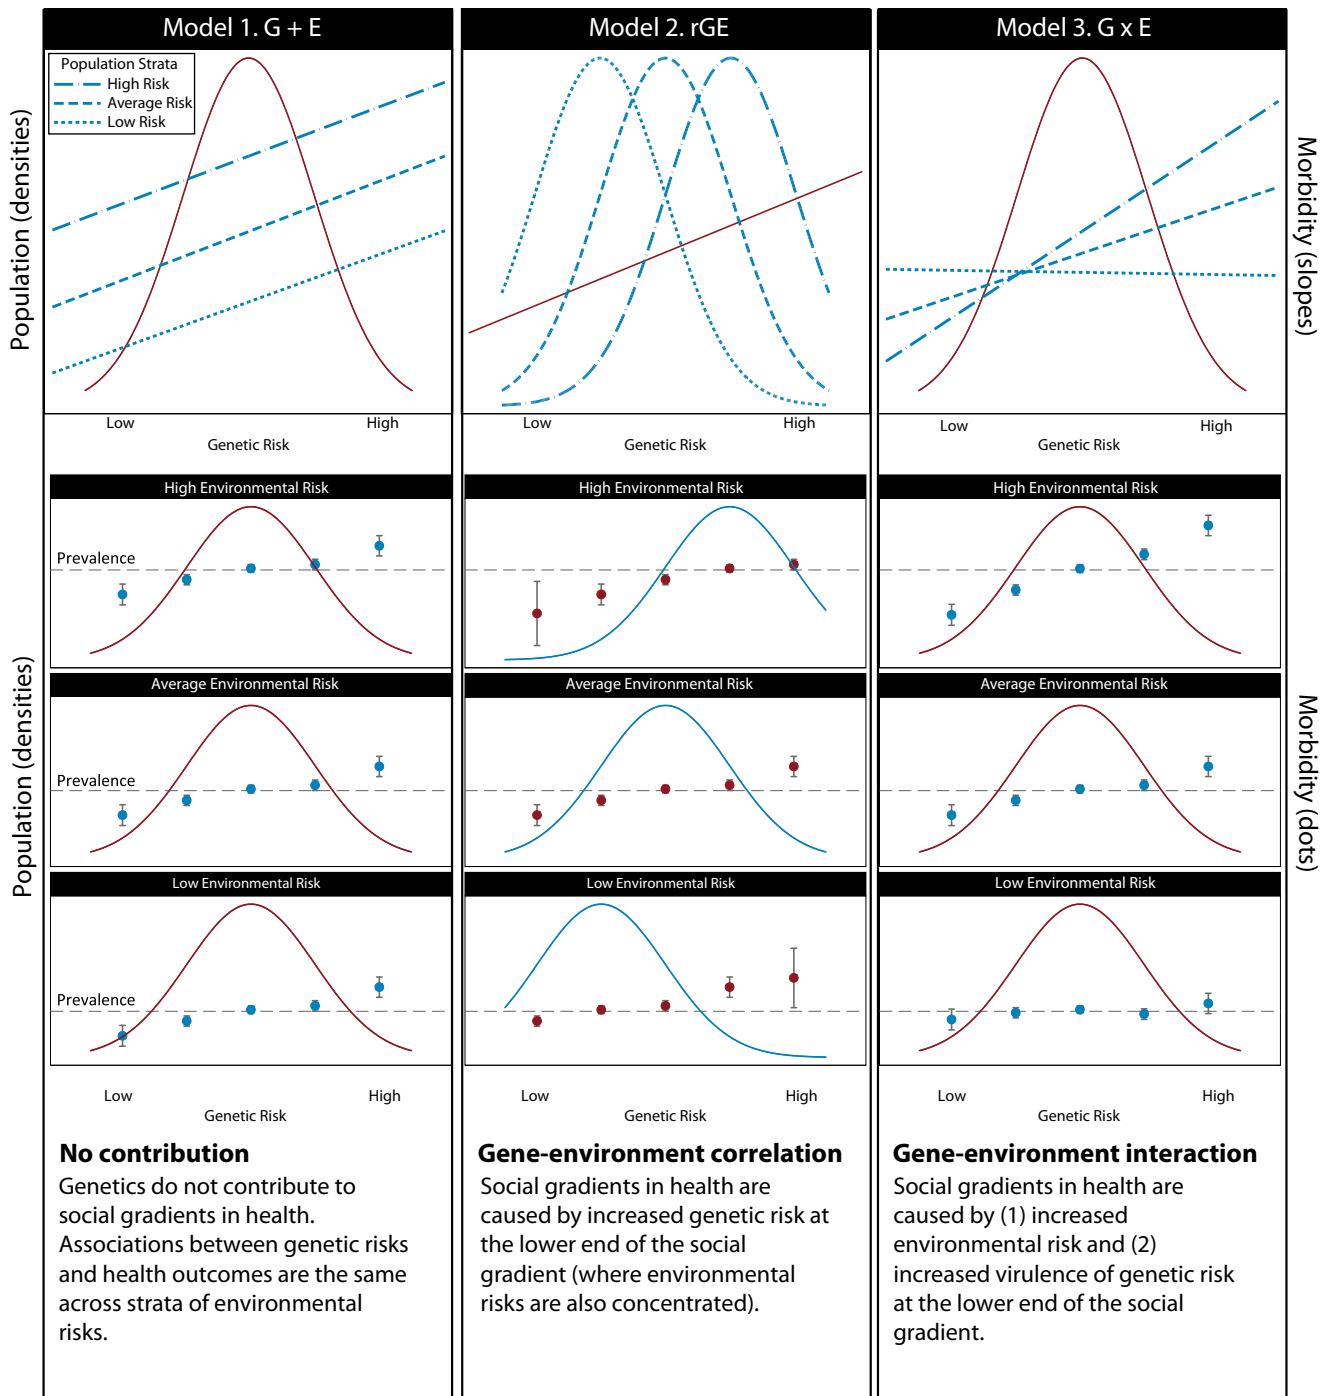 Model 1. G + E
Model 2. rGE
Model 3. G x E
Population Strata
High Risk
Average Risk
Low Risk
Population (densities)
Morbidity (slopes)
Low
High
Genetic Risk
Low
High
Genetic Risk
Low
High
Genetic Risk
High Environmental Risk
High Environmental Risk
High Environmental Risk
Prevalence
Average Environmental Risk
Average Environmental Risk
Average Environmental Risk
Prevalence
Population (densities)
Morbidity (dots)
Low Environmental Risk
Low Environmental Risk
Low Environmental Risk
Prevalence
Low
High
Genetic Risk
Low
High
Genetic Risk
Low
High
Genetic Risk
No contribution
Genetics do not contribute to
social gradients in health.
Associations between genetic risks
and health outcomes are the same
across strata of environmental
risks.
Gene-environment correlation
Social gradients in health are
caused by increased genetic risk at
the lower end of the social
gradient (where environmental
risks are also concentrated).
Gene-environment interaction
Social gradients in health are
caused by (1) increased
environmental risk and (2)
increased virulence of genetic risk
at the lower end of the social
gradient.